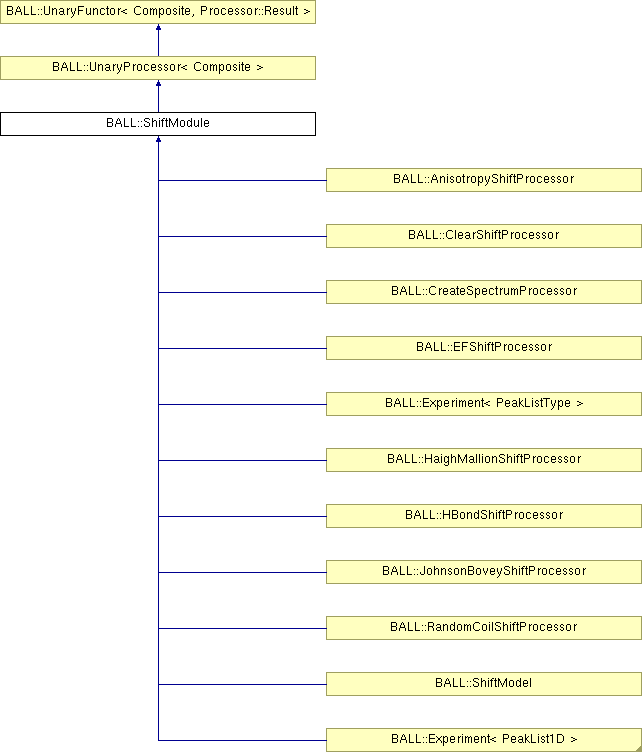 BALL::UnaryFunctor< Composite, Processor::Result >
BALL::UnaryProcessor< Composite >
BALL::ShiftModule
BALL::AnisotropyShiftProcessor
BALL::ClearShiftProcessor
BALL::CreateSpectrumProcessor
BALL::EFShiftProcessor
BALL::Experiment< PeakListType >
BALL::HaighMallionShiftProcessor
BALL::HBondShiftProcessor
BALL::JohnsonBoveyShiftProcessor
BALL::RandomCoilShiftProcessor
BALL::ShiftModel
BALL::Experiment< PeakList1D >